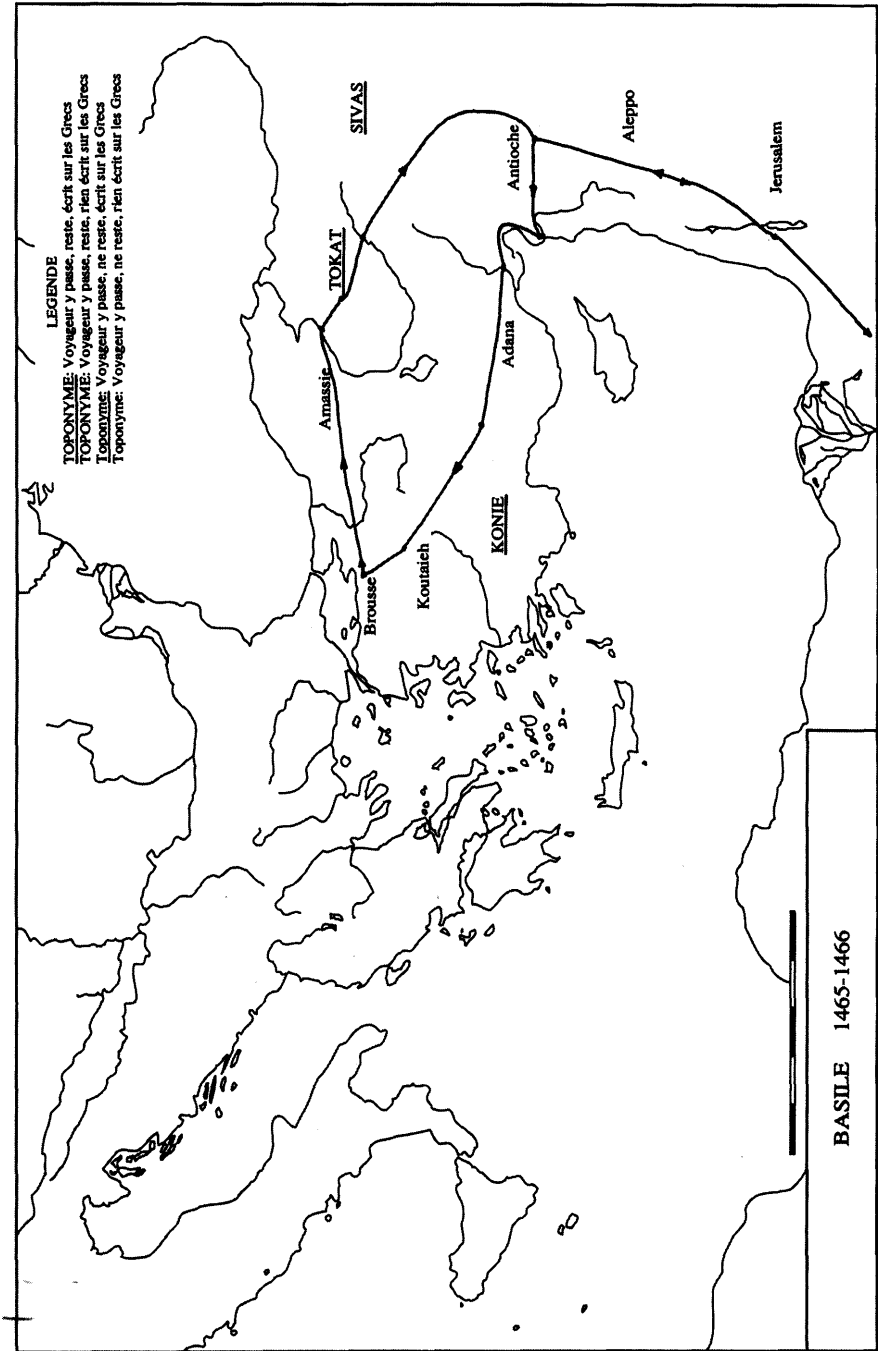 LEGENDE
TOPONYME: Voyageur y passe, reste, écrit sur les Grecs
TOPONYME: Voyageur y passe, reste, rien écrit sur les Grecs
Toponyme: Voyageur y passe, ne reste, écrit sur les Grecs
Toponyme: Voyageur y passe, ne reste, rien écrit sur les Grecs
SIVAS
TOKAT
Amassie
Brousse
Koutaieh
KONIE
Adana
Antioche
Aleppo
Jerusalem
BASILE 1465-1466